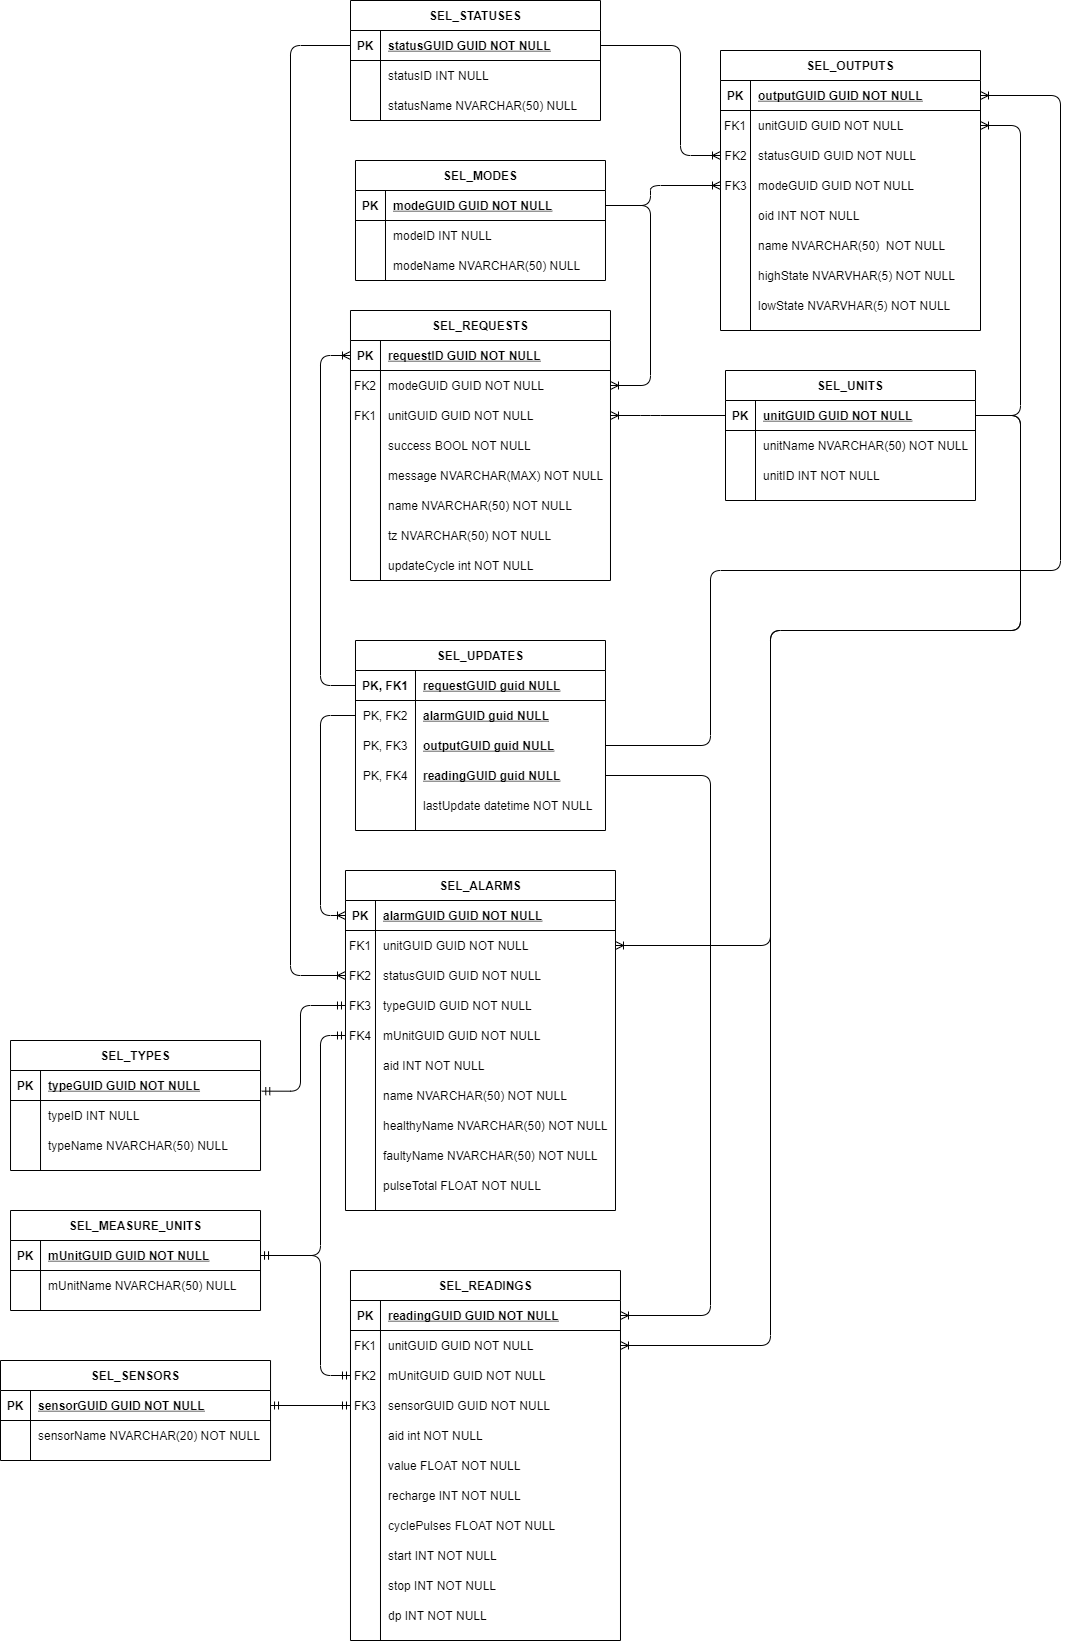 SEL_STATUSES
PK statusGUID GUID NOT NULL
statusID INT NULL
statusName NVARCHAR(50) NULL
SEL_OUTPUTS
PK outputGUID GUID NOT NULL
FK1 unitGUID GUID NOT NULL
FK2 statusGUID GUID NOT NULL
FK3 modeGUID GUID NOT NULL
oid INT NOT NULL
name NVARCHAR(50)  NOT NULL
highState NVARVHAR(5) NOT NULL
lowState NVARVHAR(5) NOT NULL
SEL_MODES
PK modeGUID GUID NOT NULL
modeID INT NULL
modeName NVARCHAR(50) NULL
SEL_REQUESTS
PK requestID GUID NOT NULL
FK2 modeGUID GUID NOT NULL
FK1 unitGUID GUID NOT NULL
success BOOL NOT NULL
message NVARCHAR(MAX) NOT NULL
name NVARCHAR(50) NOT NULL
tz NVARCHAR(50) NOT NULL
updateCycle int NOT NULL
SEL_UNITS
PK unitGUID GUID NOT NULL
unitName NVARCHAR(50) NOT NULL
unitID INT NOT NULL
SEL_UPDATES
PK, FK1 requestGUID guid NULL
PK, FK2 alarmGUID guid NULL
PK, FK3 outputGUID guid NULL
PK, FK4 readingGUID guid NULL
lastUpdate datetime NOT NULL
SEL_ALARMS
PK alarmGUID GUID NOT NULL
FK1 unitGUID GUID NOT NULL
FK2 statusGUID GUID NOT NULL
FK3 typeGUID GUID NOT NULL
FK4 mUnitGUID GUID NOT NULL
aid INT NOT NULL
name NVARCHAR(50) NOT NULL
healthyName NVARCHAR(50) NOT NULL
faultyName NVARCHAR(50) NOT NULL
pulseTotal FLOAT NOT NULL
SEL_TYPES
PK typeGUID GUID NOT NULL
typeID INT NULL
typeName NVARCHAR(50) NULL
SEL_MEASURE_UNITS
PK mUnitGUID GUID NOT NULL
mUnitName NVARCHAR(50) NULL
SEL_READINGS
PK readingGUID GUID NOT NULL
FK1 unitGUID GUID NOT NULL
FK2 mUnitGUID GUID NOT NULL
FK3 sensorGUID GUID NOT NULL
aid int NOT NULL
value FLOAT NOT NULL
recharge INT NOT NULL
cyclePulses FLOAT NOT NULL
start INT NOT NULL
stop INT NOT NULL
dp INT NOT NULL
SEL_SENSORS
PK sensorGUID GUID NOT NULL
sensorName NVARCHAR(20) NOT NULL